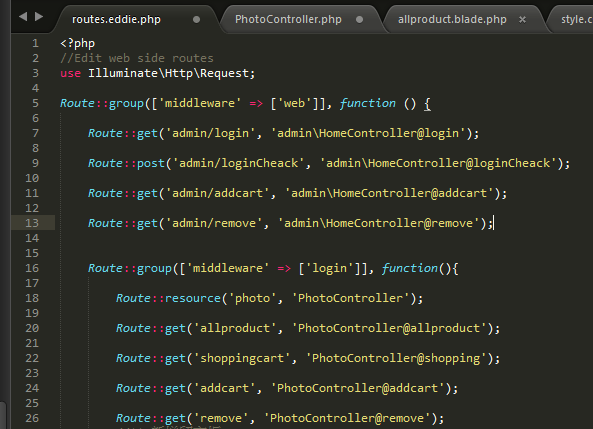 routes.eddie.php
PhotoController.php
allproduct.blade.php
style.c
1 <?php
2 //Edit web side routes
3 use Illuminate\Http\Request;
4
5 Route::group(['middleware' => ['web']], function () {
6
7 Route::get('admin/login', 'admin\HomeController@login');
8
9 Route::post('admin/loginCheack', 'admin\HomeController@loginCheack');
10
11 Route::get('admin/addcart', 'admin\HomeController@addcart');
12
13 Route::get('admin/remove', 'admin\HomeController@remove');
14
15
16 Route::group(['middleware' => ['login']], function(){
17
18 Route::resource('photo', 'PhotoController');
19
20 Route::get('allproduct', 'PhotoController@allproduct');
21
22 Route::get('shoppingcart', 'PhotoController@shopping');
23
24 Route::get('addcart', 'PhotoController@addcart');
25
26 Route::get('remove', 'PhotoController@remove');